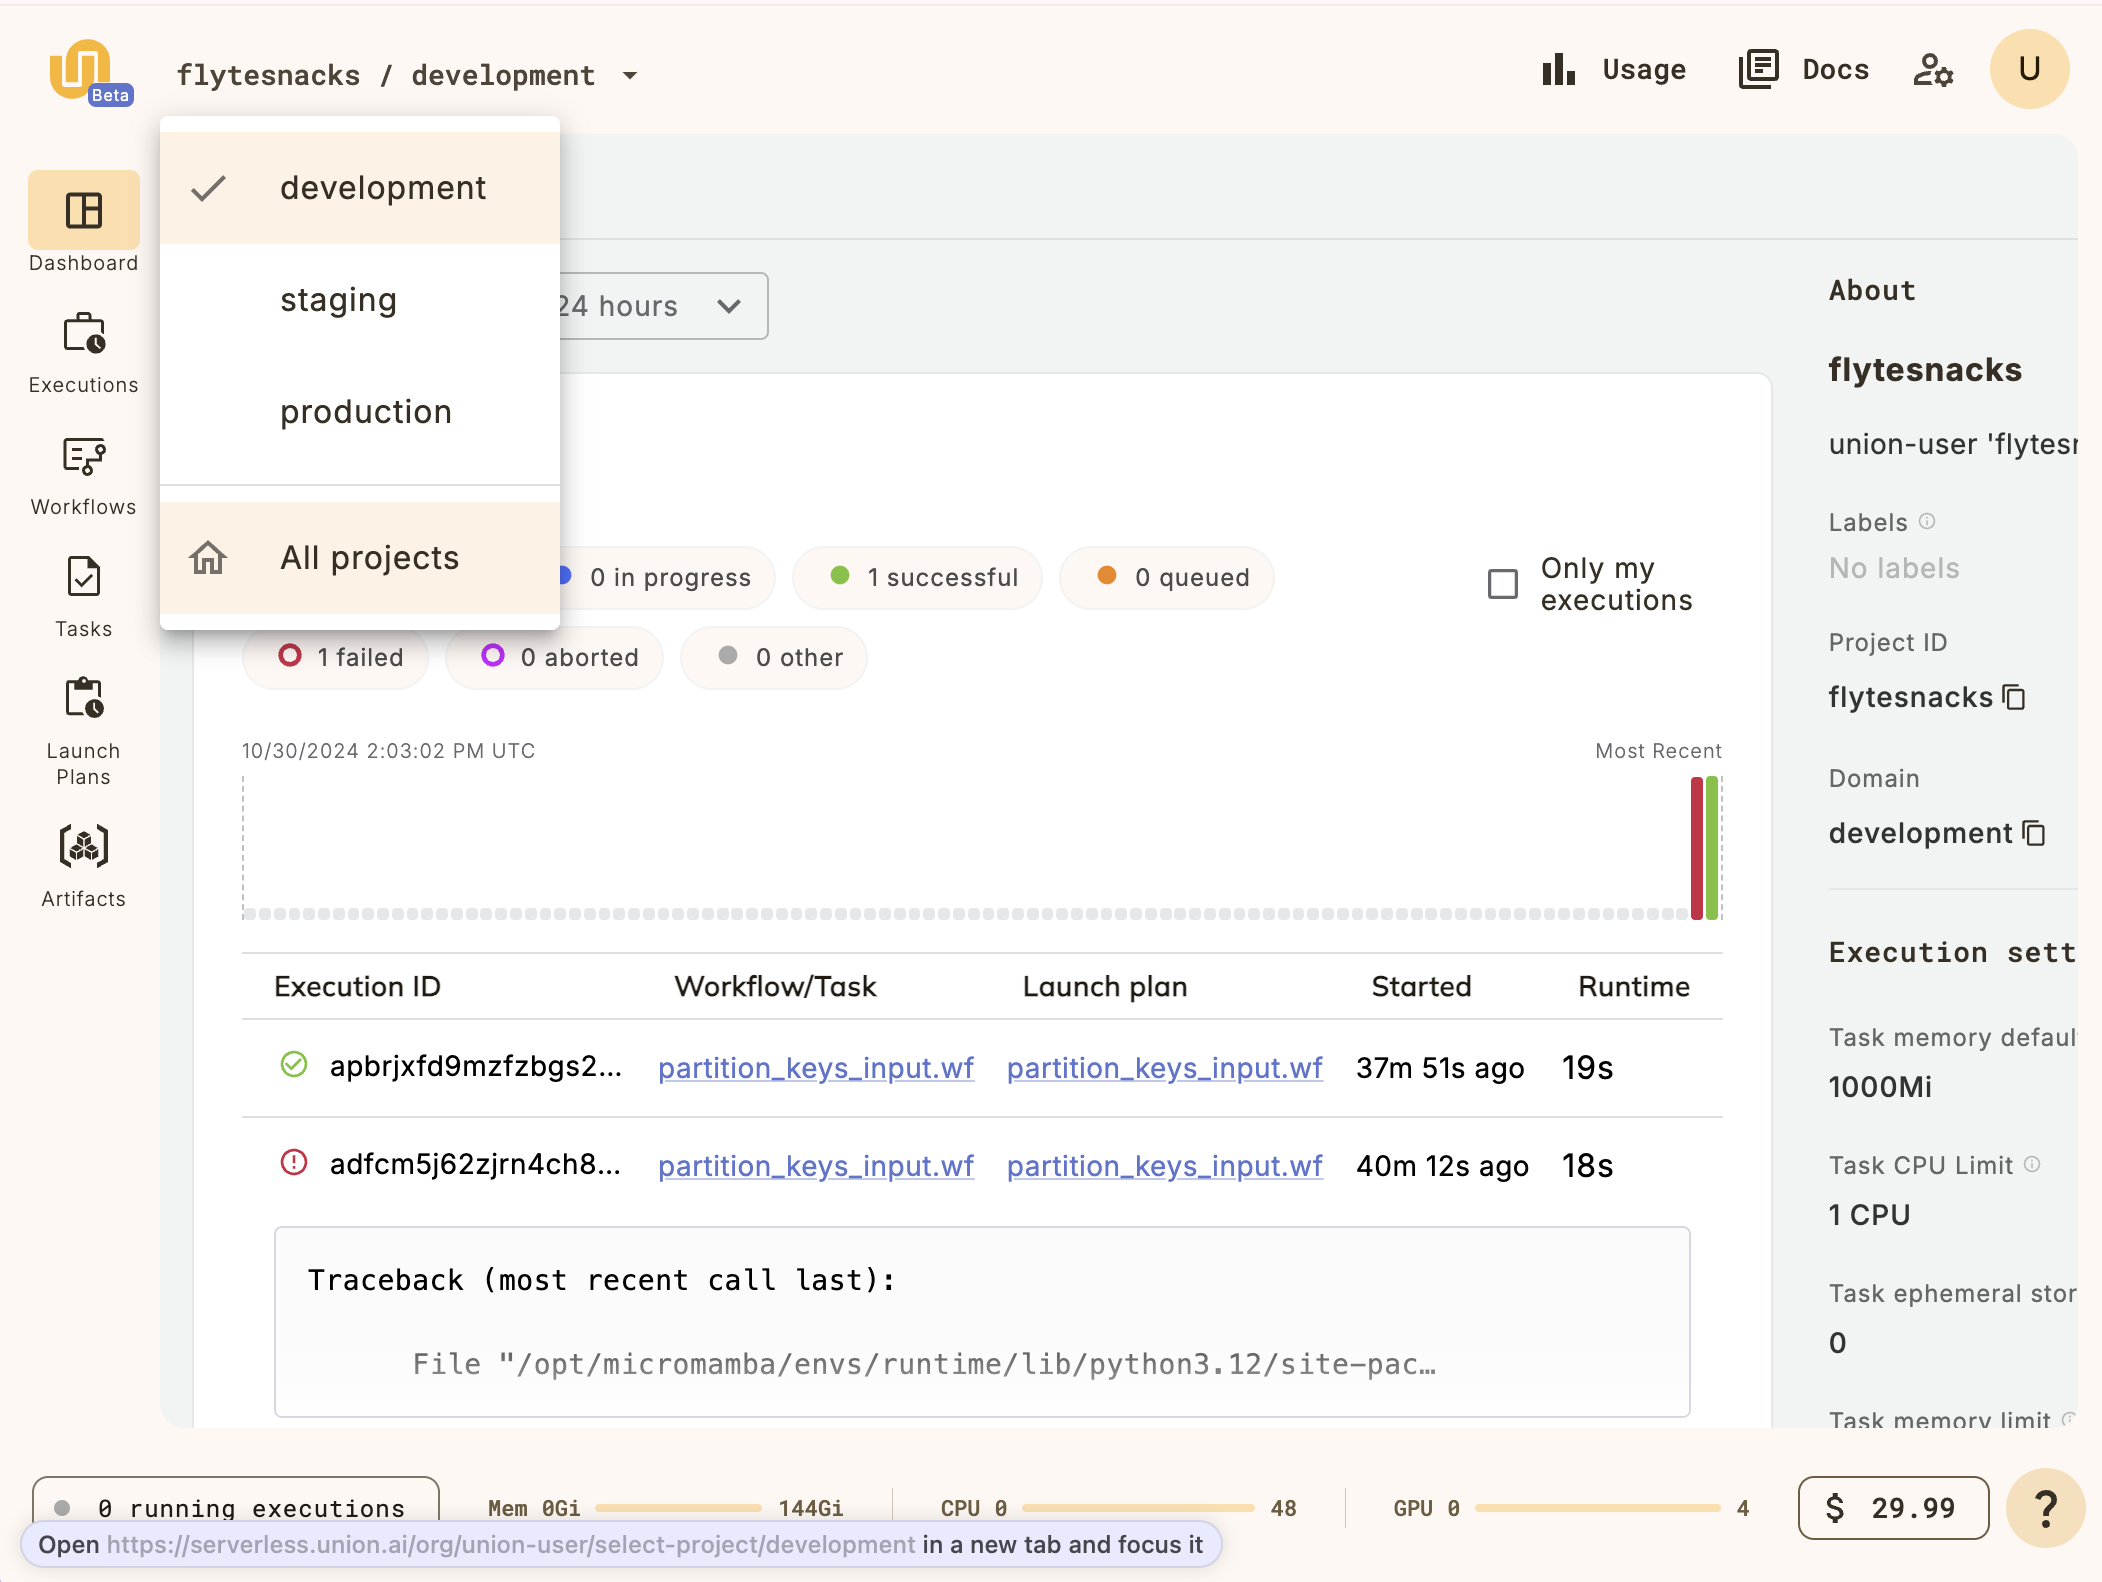 Beta
flytesnacks / development
Usage
Docs
U
development
staging
production
All projects
Dashboard
Executions
Workflows
Tasks
Launch
Plans
Artifacts
24 hours
0 in progress
1 successful
0 queued
Only my
executions
1 failed
0 aborted
0 other
10/30/2024 2:03:02 PM UTC
Most Recent
Execution ID
Workflow/Task
Launch plan
Started
Runtime
apbrjxfd9mzfzbgs2...
partition_keys_input.wf
partition_keys_input.wf
37m 51s ago
19s
adfcm5j62zjrn4ch8...
partition_keys_input.wf
partition_keys_input.wf
40m 12s ago
18s
Traceback (most recent call last):
File "/opt/micromamba/envs/runtime/lib/python3.12/site-pac…
About
flytesnacks
union-user 'flytesn
Labels
No labels
Project ID
flytesnacks
Domain
development
Execution sett
Task memory defaul
1000Mi
Task CPU Limit
1 CPU
Task ephemeral stor
0
Task memory limit
0 running executions
Mem 0Gi
144Gi
CPU 0
48
GPU 0
4
$ 29.99
?
Open https://serverless.union.ai/org/union-user/select-project/development in a new tab and focus it